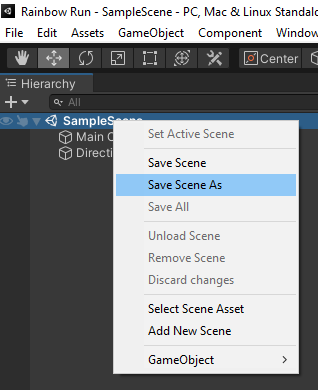 Rainbow Run - SampleScene - PC, Mac & Linux Standalo
File Edit Assets GameObject Component Window
Center
Hierarchy
All
SampleScene
Main C
Directi
Set Active Scene
Save Scene
Save Scene As
Save All
Unload Scene
Remove Scene
Discard changes
Select Scene Asset
Add New Scene
GameObject